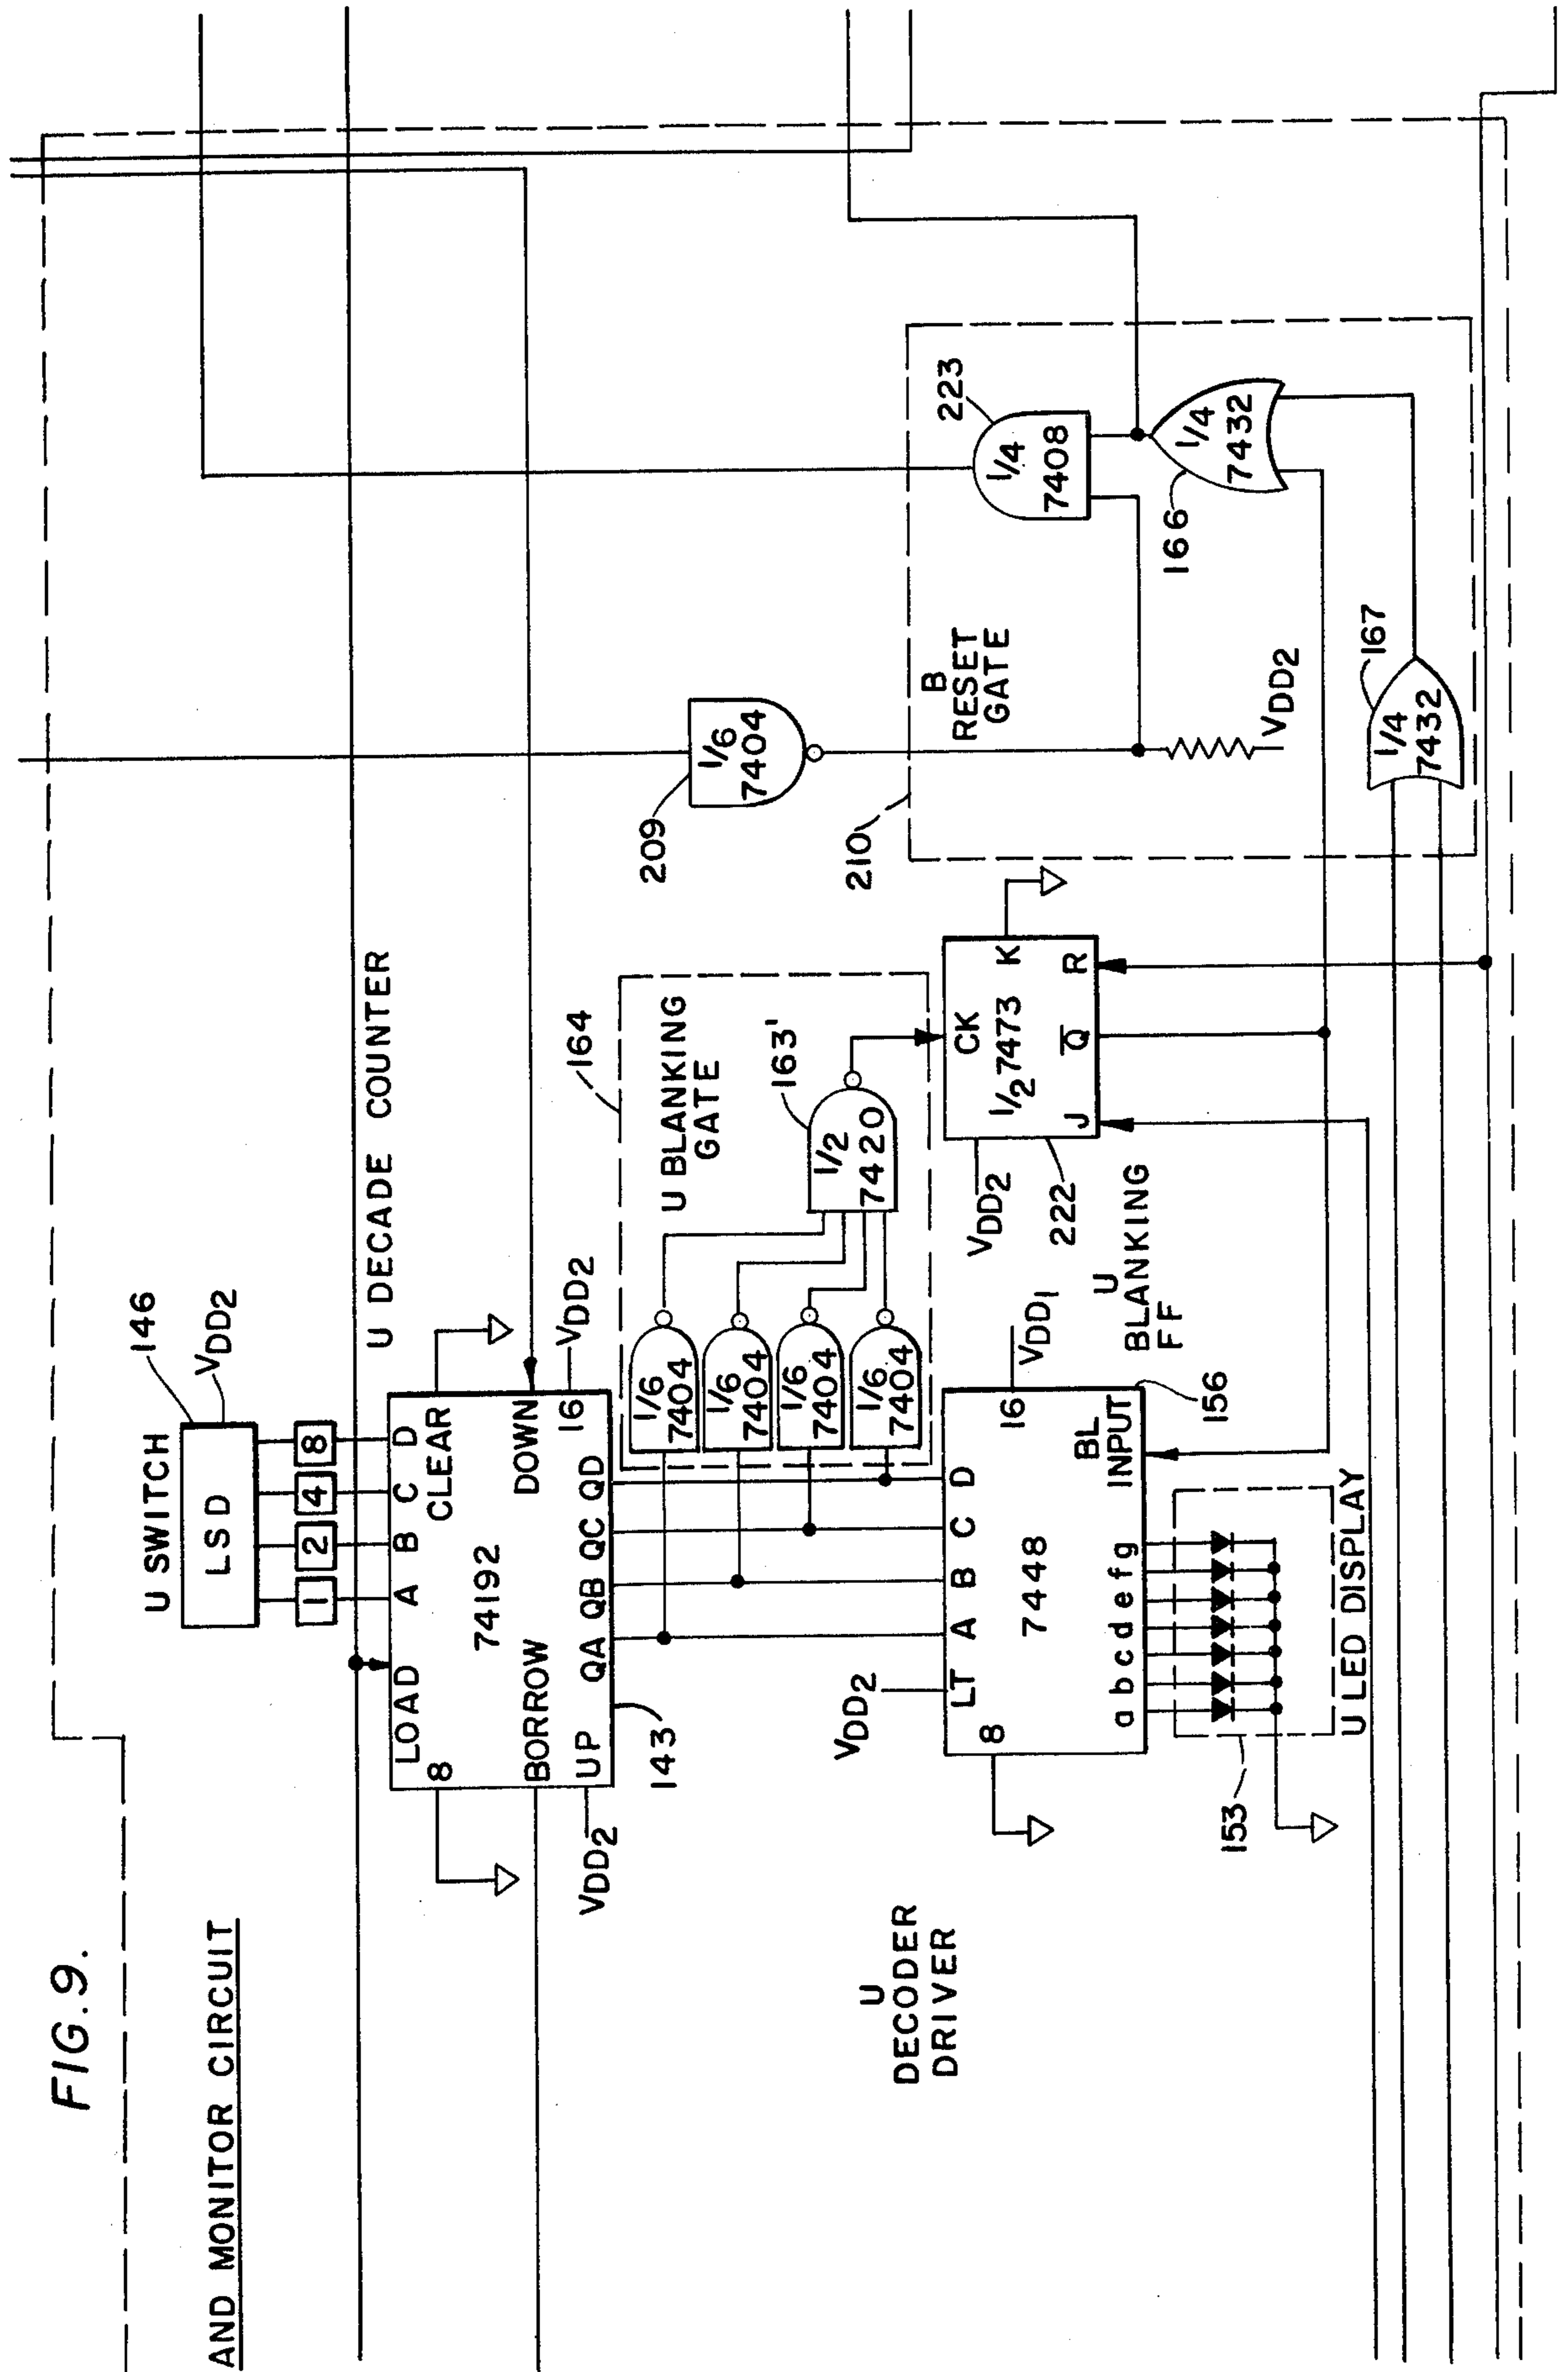 FIG. 9.
AND MONITOR CIRCUIT
U SWITCH
146
LSD
VDD2
1 2 4 8
U DECADE COUNTER
LOAD A B C D
8
CLEAR
74192
BORROW
DOWN
UP
16
VDD2
VDD2
QA QB QC QD
143
164
U BLANKING
GATE
1/6
7404
1/6
7404
1/6
7404
1/6
7404
163'
1/2
7420
U
DECODER
DRIVER
VDD2
LT A B C D
8
16
VDD1
7448
BL
INPUT
a b c d e f g
156
153
U LED DISPLAY
U
BLANKING
FF
VDD2
222
CK
K
1/2 7473
J Q R
209
1/6
7404
210
B
RESET
GATE
VDD2
223
1/4
7408
166
1/4
7432
167
1/4
7432